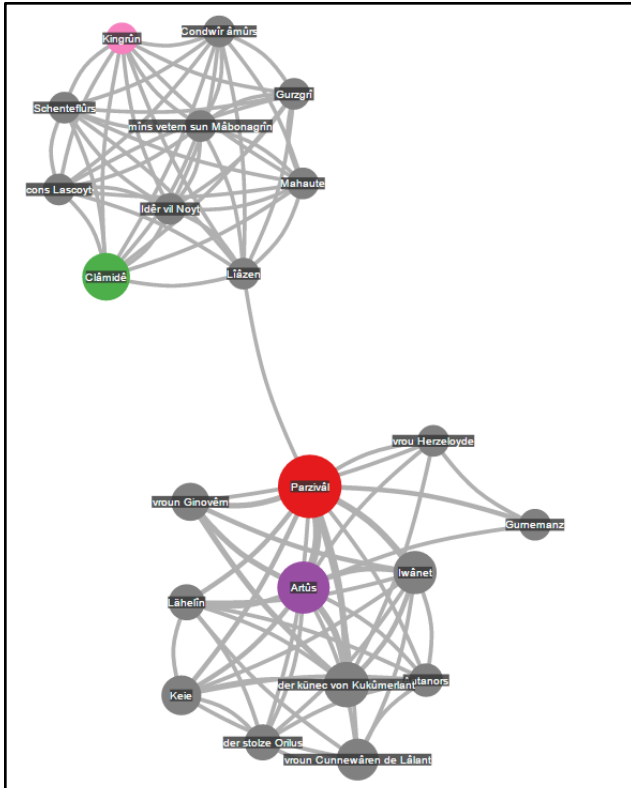 Kingrûn
Condwîr âmûrs
Schenteflûrs
Gurzgrî
mîns vetern sun Mâbonagrîn
Mahaute
cons Lascoyt
Idêr vil Noyt
Clâmidê
Lîâzen
vrou Herzeloyde
Parzivâl
vroun Ginovêrn
Gurnemanz
Iwânet
Artûs
Lähelîn
der künec von Kukûmerlant
Keie
der stolze Orilus
vroun Cunnewâren de Lâlant